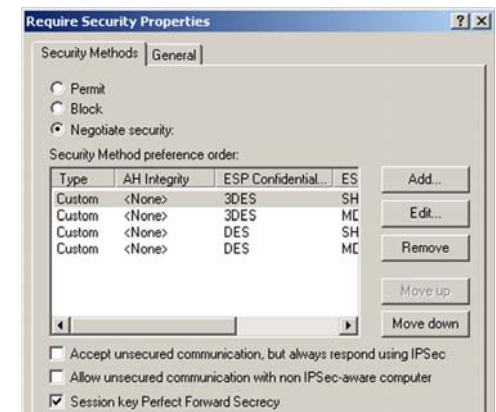 Require Security Properties
Security Methods General
Permit
Block
Negotiate security:
Security Method preference order:
Type AH Integrity ESP Confidential... ES Add...
Custom <None> 3DES SH
Custom <None> 3DES MD Edit...
Custom <None> DES SH
Custom <None> DES MD Remove
Move up
Move down
Accept unsecured communication, but always respond using IPSec
Allow unsecured communication with non IPSec-aware computer
Session key Perfect Forward Secrecy